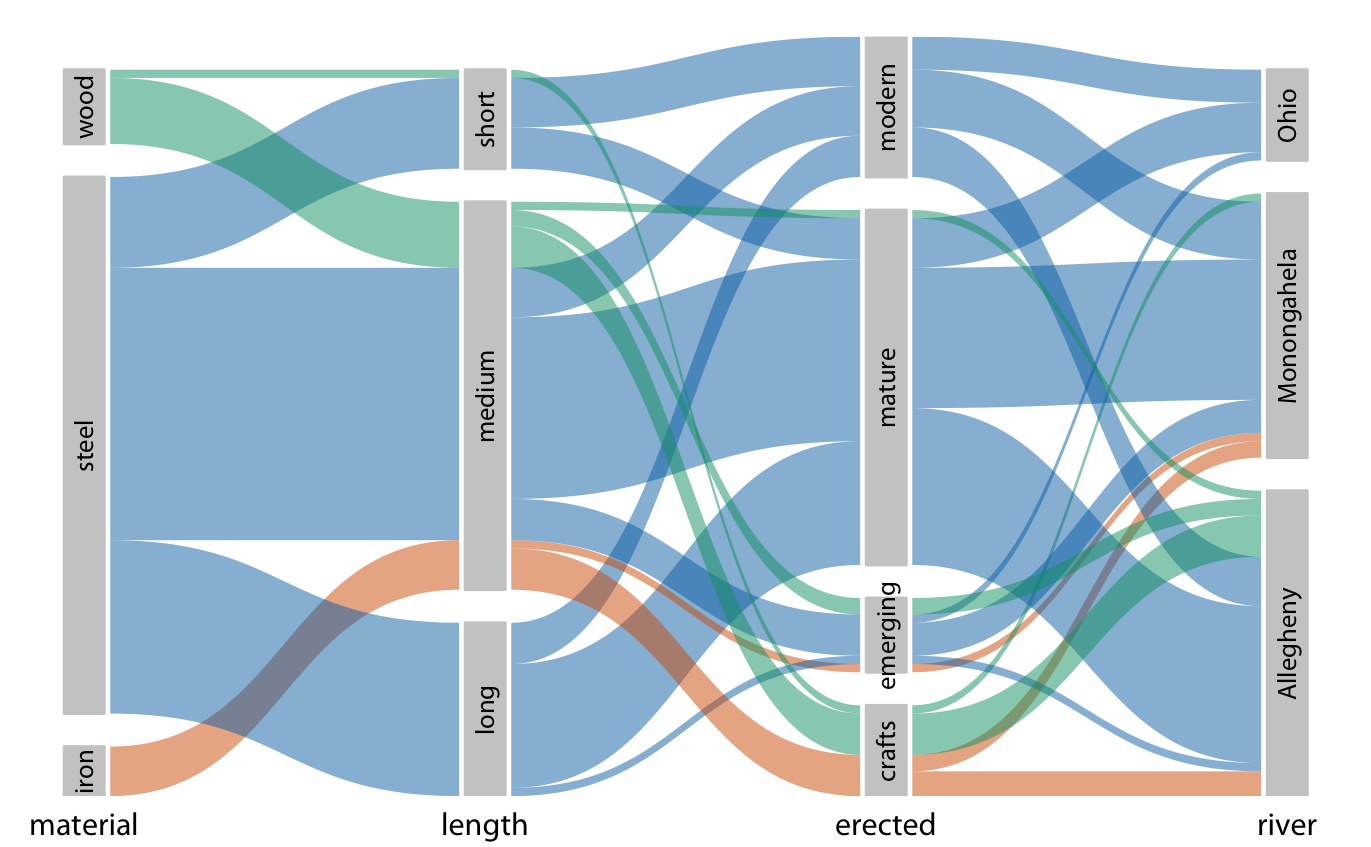 wood
steel
iron
short
medium
long
modern
mature
emerging
crafts
Ohio
Monongahela
Allegheny
material
length
erected
river